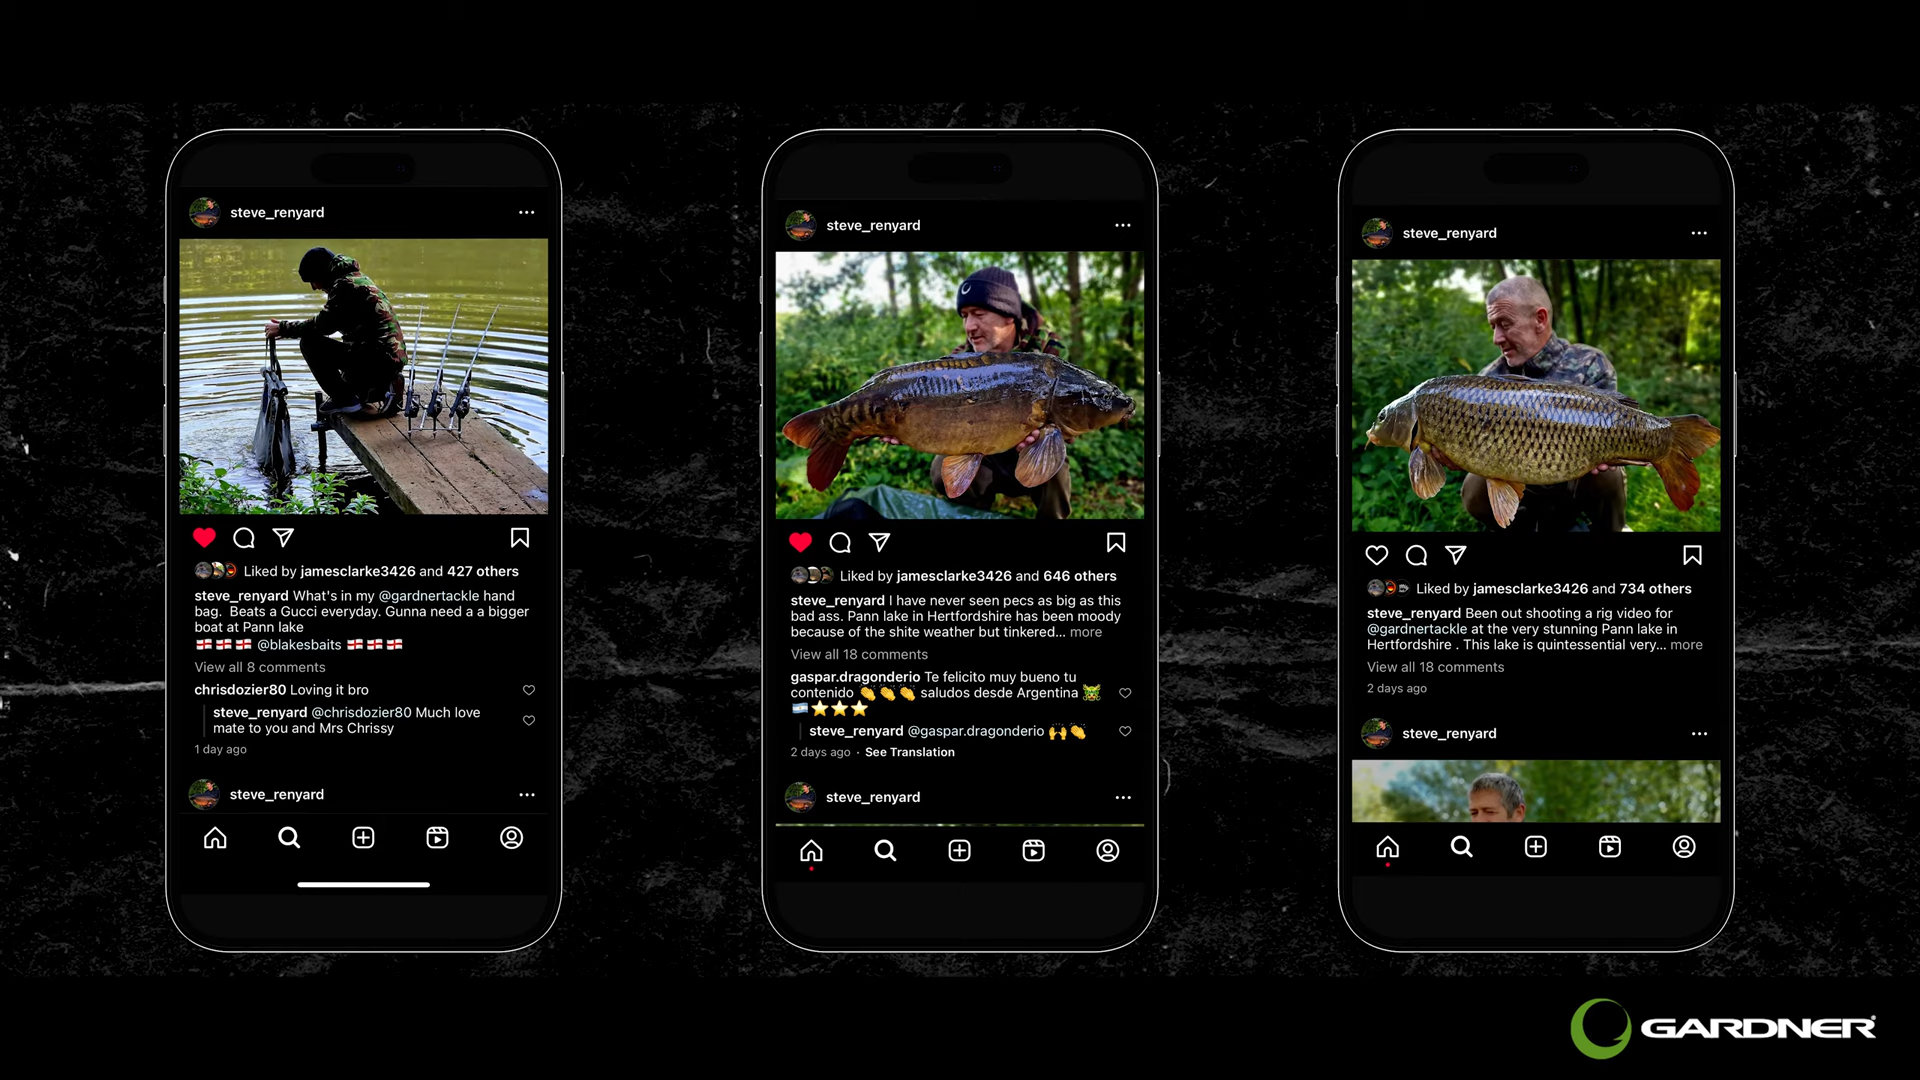 steve_renyard
Liked by jamesclarke3426 and 427 others
steve_renyard What's in my @gardnertackle hand
bag.  Beats a Gucci everyday. Gunna need a a bigger
boat at Pann lake
🏴󠁧󠁢󠁥󠁮󠁧󠁿🏴󠁧󠁢󠁥󠁮󠁧󠁿🏴󠁧󠁢󠁥󠁮󠁧󠁿 @blakesbaits 🏴󠁧󠁢󠁥󠁮󠁧󠁿🏴󠁧󠁢󠁥󠁮󠁧󠁿🏴󠁧󠁢󠁥󠁮󠁧󠁿
View all 8 comments
chrisdozier80 Loving it bro
steve_renyard @chrisdozier80 Much love
mate to you and Mrs Chrissy
1 day ago
steve_renyard
steve_renyard
Liked by jamesclarke3426 and 646 others
steve_renyard I have never seen pecs as big as this
bad ass. Pann lake in Hertfordshire has been moody
because of the shite weather but tinkered... more
View all 18 comments
gaspar.dragonderio Te felicito muy bueno tu
contenido 👏👏👏 saludos desde Argentina 🐲
🇦🇷⭐⭐⭐
steve_renyard @gaspar.dragonderio 🙌👏
2 days ago · See Translation
steve_renyard
steve_renyard
Liked by jamesclarke3426 and 734 others
steve_renyard Been out shooting a rig video for
@gardnertackle at the very stunning Pann lake in
Hertfordshire . This lake is quintessential very... more
View all 18 comments
2 days ago
steve_renyard
GARDNER